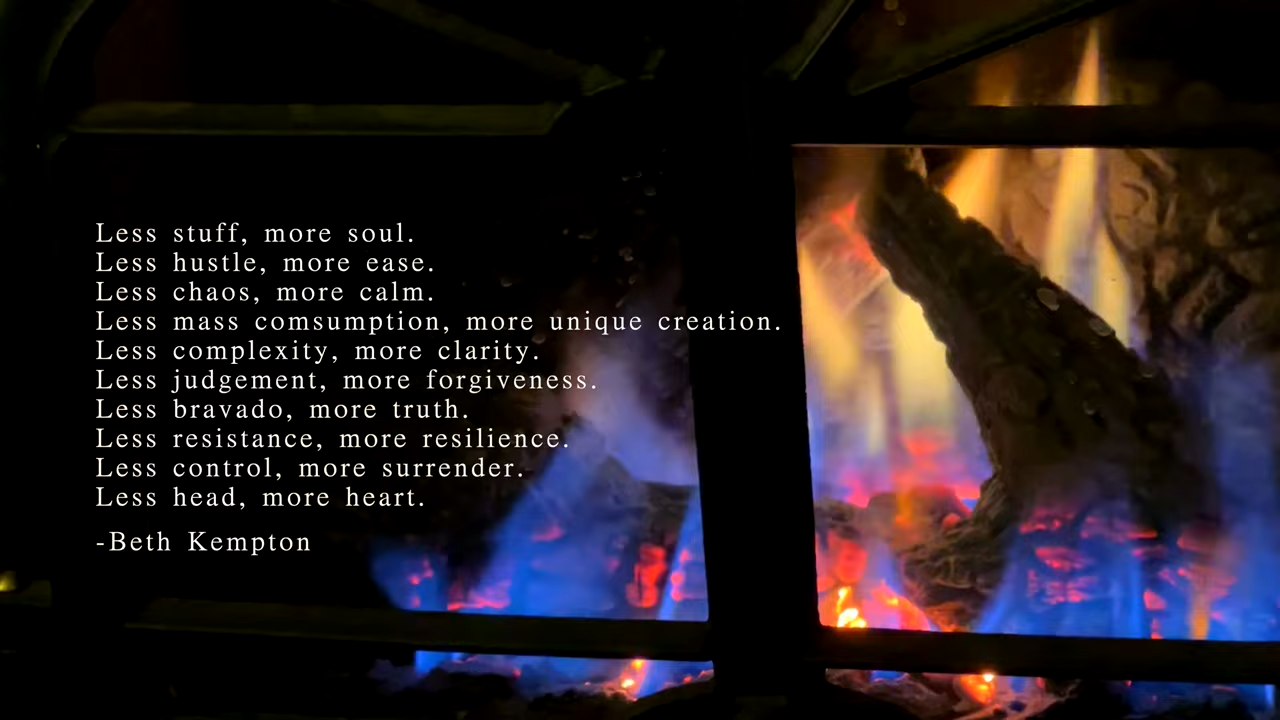 Less stuff, more soul.
Less hustle, more ease.
Less chaos, more calm.
Less mass comsumption, more unique creation.
Less complexity, more clarity.
Less judgement, more forgiveness.
Less bravado, more truth.
Less resistance, more resilience.
Less control, more surrender.
Less head, more heart.
-Beth Kempton